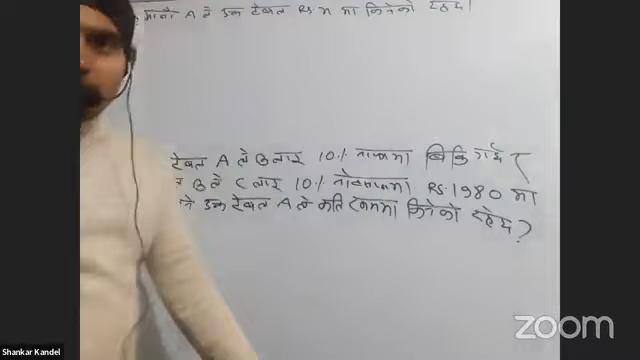 मानौ A ले उक्त टेबल Rs x मा किनेको रहेछ।
टेबल A ले B लाई 10% नाफामा बिक्रि गर्यो र
B ले C लाई 10% नोक्सानमा Rs. 1980 मा
उक्त टेबल A ले कति रकममा किनेको रहेछ?
zoom
Shankar Kandel